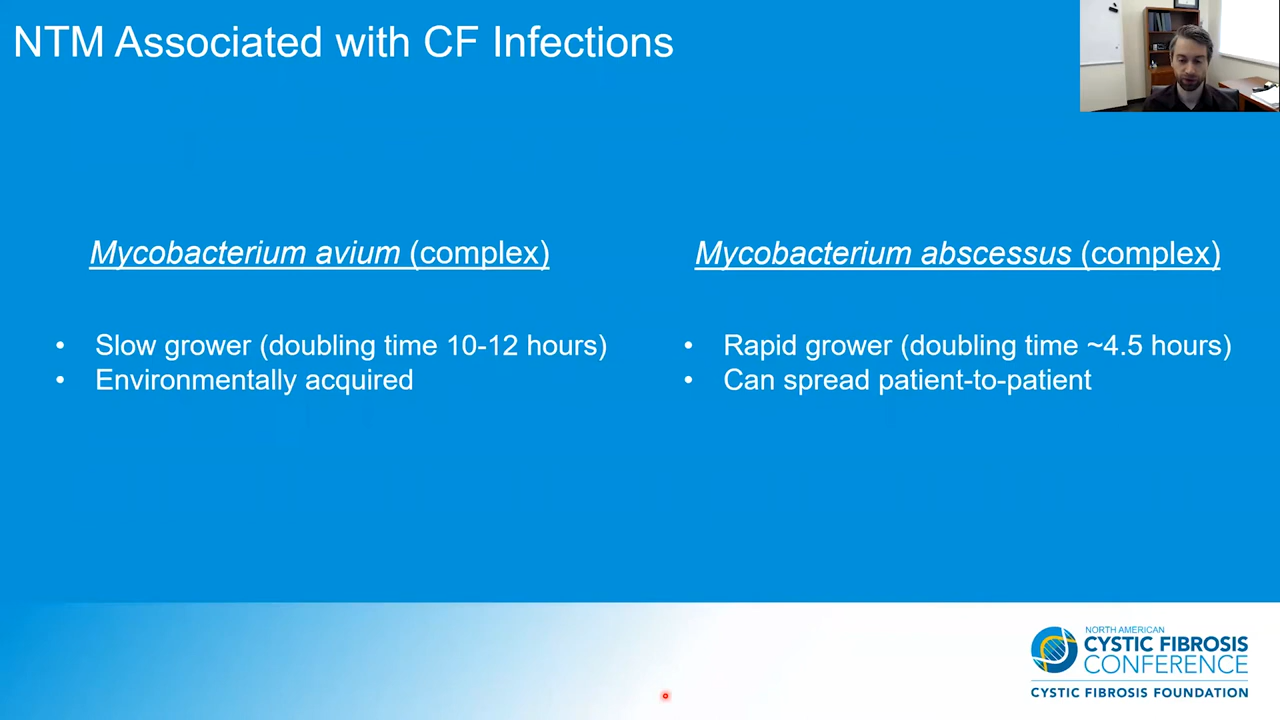 NTM Associated with CF Infections
Mycobacterium avium (complex)
• Slow grower (doubling time 10-12 hours)
• Environmentally acquired
Mycobacterium abscessus (complex)
• Rapid grower (doubling time ~4.5 hours)
• Can spread patient-to-patient
NORTH AMERICAN
CYSTIC FIBROSIS
CONFERENCE
CYSTIC FIBROSIS FOUNDATION